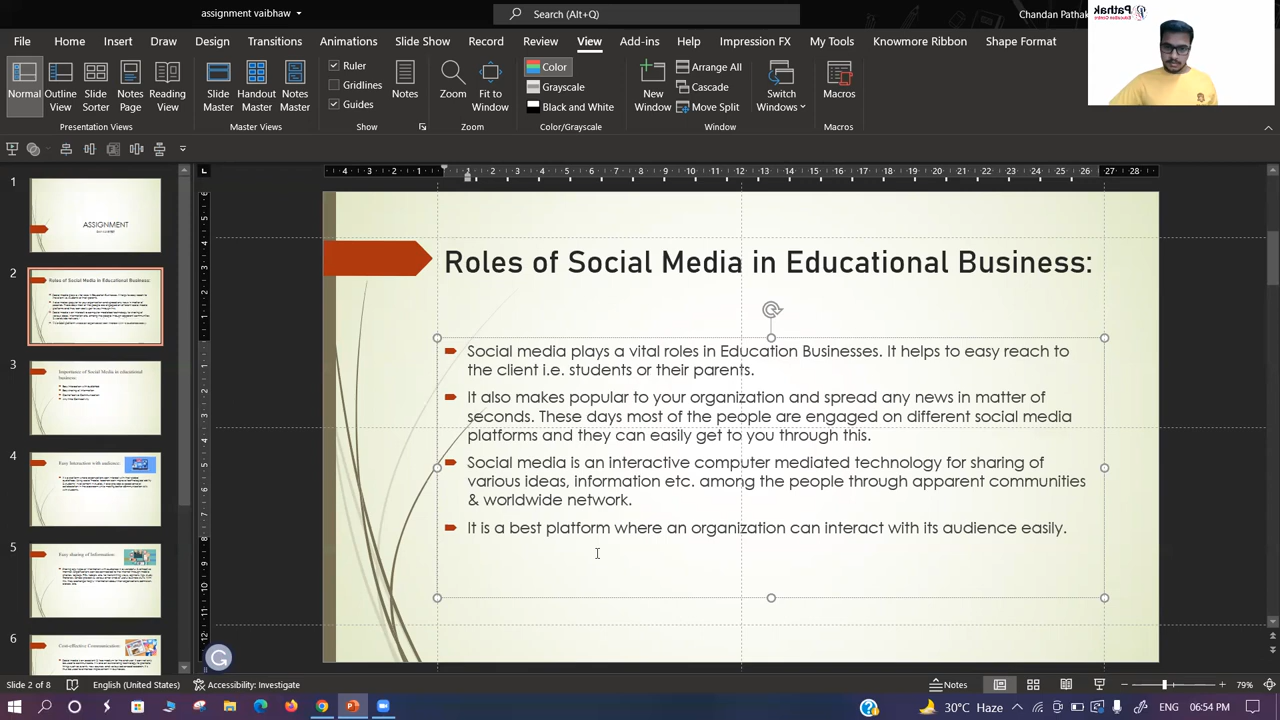 assignment vaibhaw
Search (Alt+Q)
Chandan Pathak
Pathak
File Home Insert Draw Design Transitions Animations Slide Show Review View Add-ins Help Impression FX My Tools Knowmore Ribbon Shape Format
Normal
Outline View
Slide Sorter
Notes Page
Reading View
Presentation Views
Slide Master
Handout Master
Notes Master
Master Views
Ruler
Gridlines
Guides
Show
Notes
Zoom
Fit to Window
Zoom
Color
Grayscale
Black and White
Color/Grayscale
New Window
Arrange All
Cascade
Move Split
Switch Windows
Window
Macros
Macros
1
ASSIGNMENT
2
Roles of Social Media in Educational Business:
3
Importance of Social Media in educational business:
4
Easy Interaction with audience:
5
Easy sharing of Information:
6
Cost-effective Communication:
Roles of Social Media in Educational Business:
Social media plays a vital roles in Education Businesses. It helps to easy reach to
the client i.e. students or their parents.
It also makes popular to your organization and spread any news in matter of
seconds. These days most of the people are engaged on different social media
platforms and they can easily get to you through this.
Social media is an interactive computer mediated technology for sharing of
various ideas, information etc. among the people through apparent communities
& worldwide network.
It is a best platform where an organization can interact with its audience easily.
Slide 2 of 8 English (United States) Accessibility: Investigate Notes 79%
30°C Haze ENG 06:54 PM